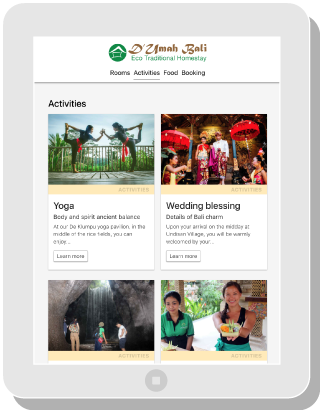 D'Umah Bali
Eco Traditional Homestay
Rooms Activities Food Booking
Activities
ACTIVITIES
Yoga
Body and spirit ancient balance
At our De Klumpu yoga pavilion, in the
middle of the rice fields, you can
enjoy...
Learn more
ACTIVITIES
Wedding blessing
Details of Bali charm
Upon your arrival on the midday at
Undisan Village, you will be warmly
welcomed by your...
Learn more
ACTIVITIES
ACTIVITIES